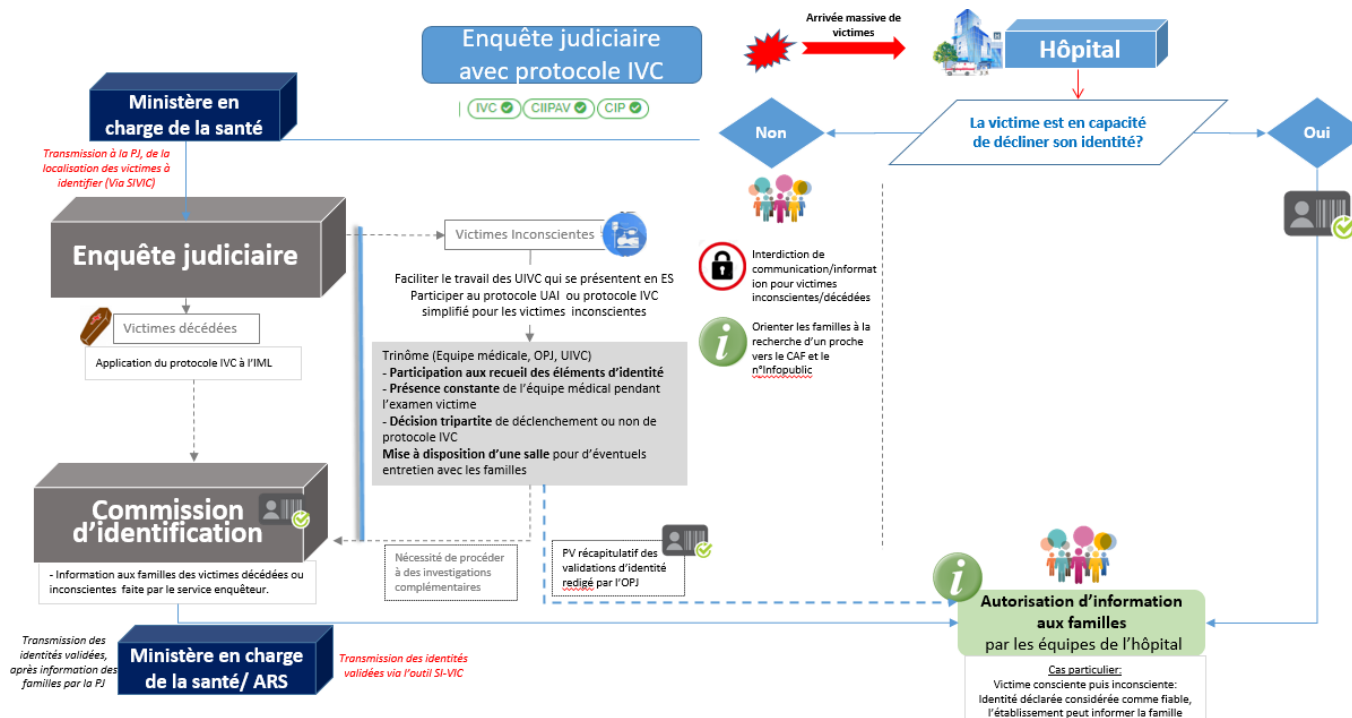 Enquête judiciaire
avec protocole IVC
IVC
CIIPAV
CIP
Arrivée massive de
victimes
Hôpital
La victime est en capacité
de décliner son identité?
Non
Oui
Ministère en
charge de la santé
Transmission à la PJ, de la
localisation des victimes à
identifier (Via SIVIC)
Enquête judiciaire
Victimes décédées
Application du protocole IVC à l'IML
Victimes Inconscientes
Faciliter le travail des UIVC qui se présentent en ES
Participer au protocole UAI ou protocole IVC
simplifié pour les victimes inconscientes
Trinôme (Equipe médicale, OPJ, UIVC)
- Participation aux recueil des éléments d'identité
- Présence constante de l'équipe médical pendant
l'examen victime
- Décision tripartite de déclenchement ou non de
protocole IVC
Mise à disposition d'une salle pour d'éventuels
entretien avec les familles
Interdiction de
communication/informat
ion pour victimes
inconscientes/décédées
Orienter les familles à la
recherche d'un proche
vers le CAF et le
n°Infopublic
Commission
d'identification
- Information aux familles des victimes décédées ou
inconscientes faite par le service enquêteur.
Nécessité de procéder
à des investigations
complémentaires
PV récapitulatif des
validations d'identité
redigé par l'OPJ
Autorisation d'information
aux familles
par les équipes de l'hôpital
Cas particulier:
Victime consciente puis inconsciente:
Identité déclarée considérée comme fiable,
l'établissement peut informer la famille
Transmission des
identités validées,
après information des
familles par la PJ
Ministère en charge
de la santé/ ARS
Transmission des identités
validées via l'outil SI-VIC